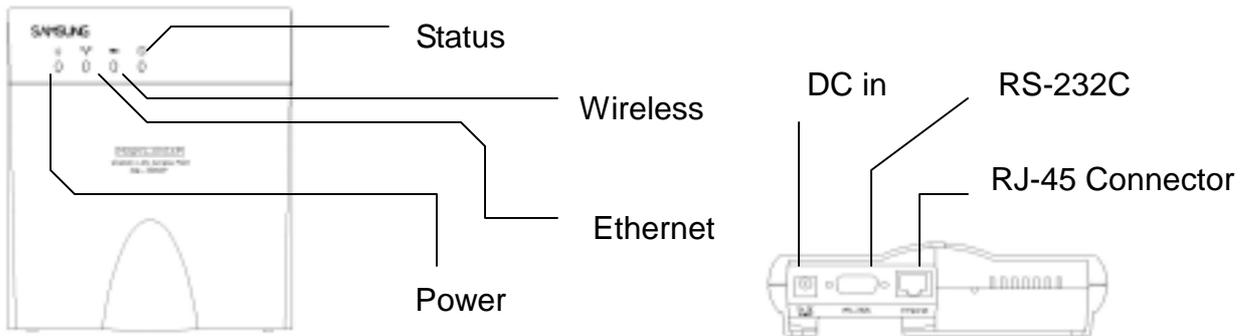 SAMSUNG
Status
Wireless
Ethernet
Power
DC in
RS-232C
RJ-45 Connector